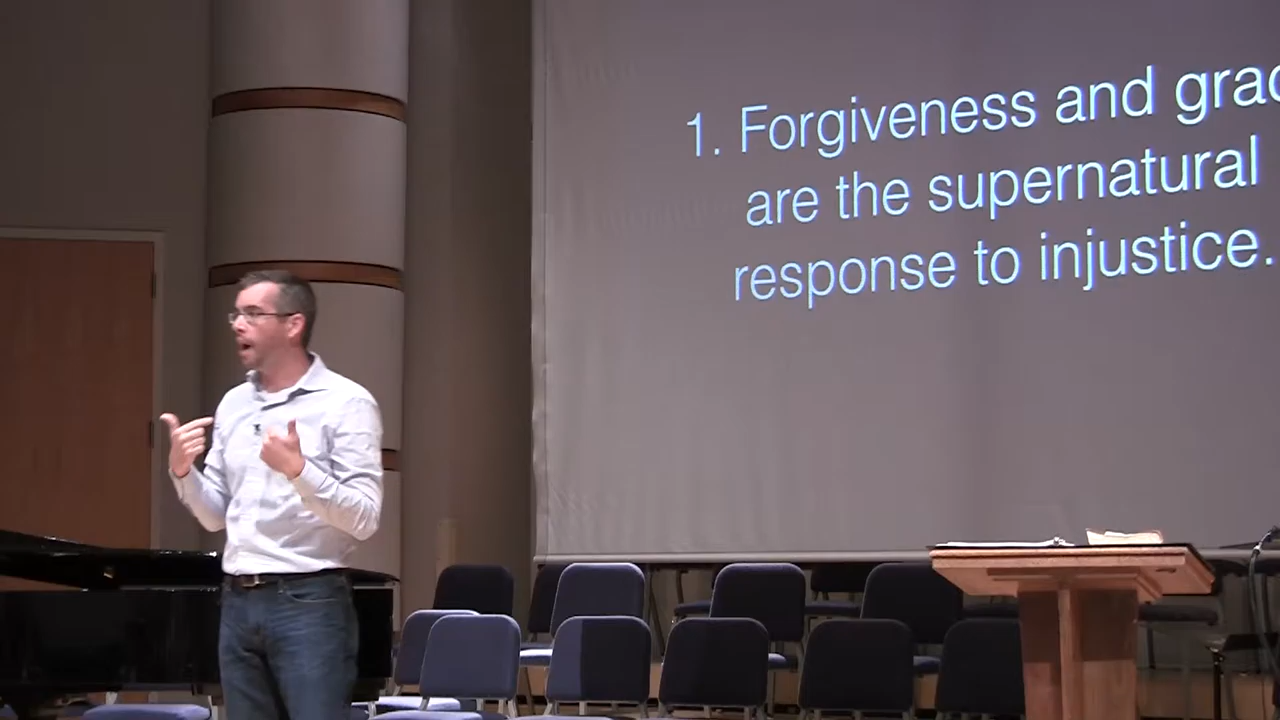 1. Forgiveness and grac
are the supernatural
response to injustice.